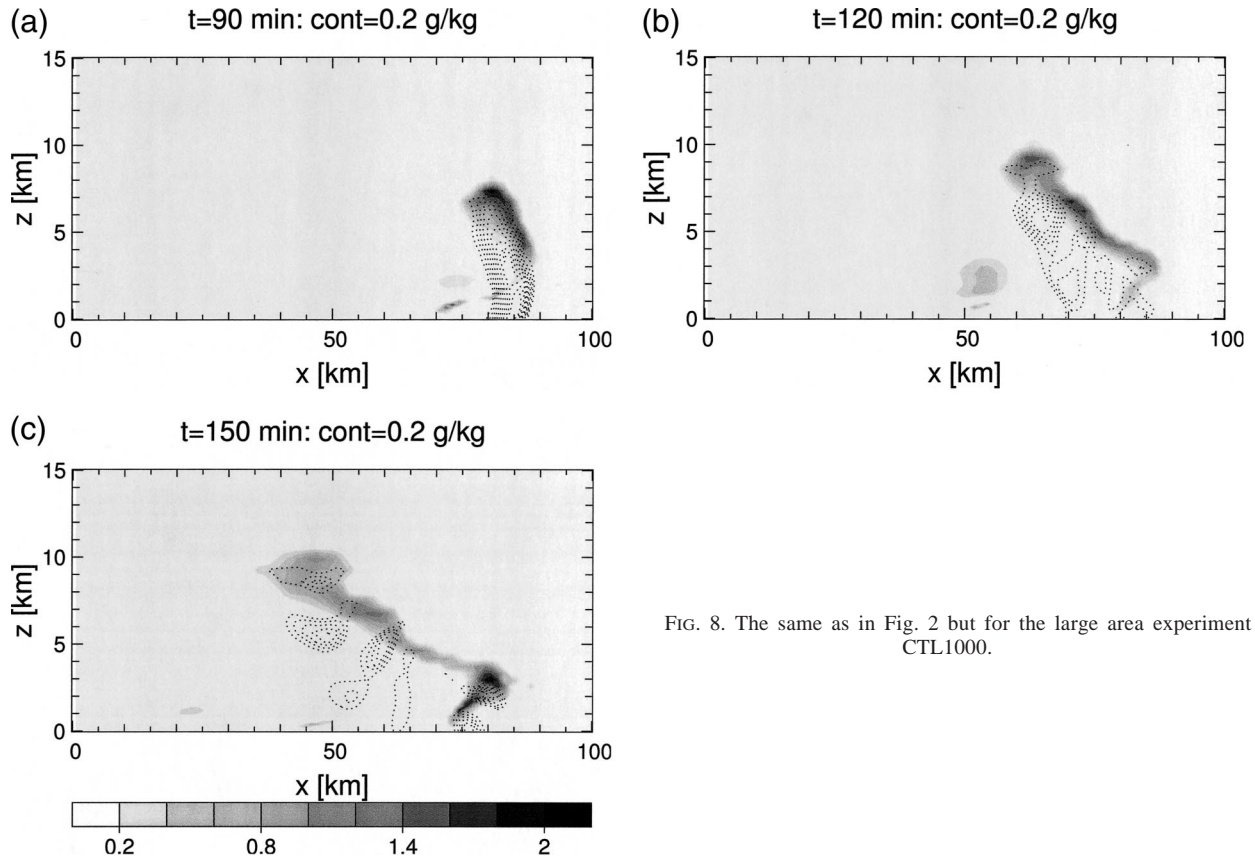 (a)
t=90 min: cont=0.2 g/kg
15
10
5
0
z [km]
0 50 100
x [km]
(b)
t=120 min: cont=0.2 g/kg
15
10
5
0
z [km]
0 50 100
x [km]
(c)
t=150 min: cont=0.2 g/kg
15
10
5
0
z [km]
0 50 100
x [km]
0.2 0.8 1.4 2
FIG. 8. The same as in Fig. 2 but for the large area experiment
CTL1000.